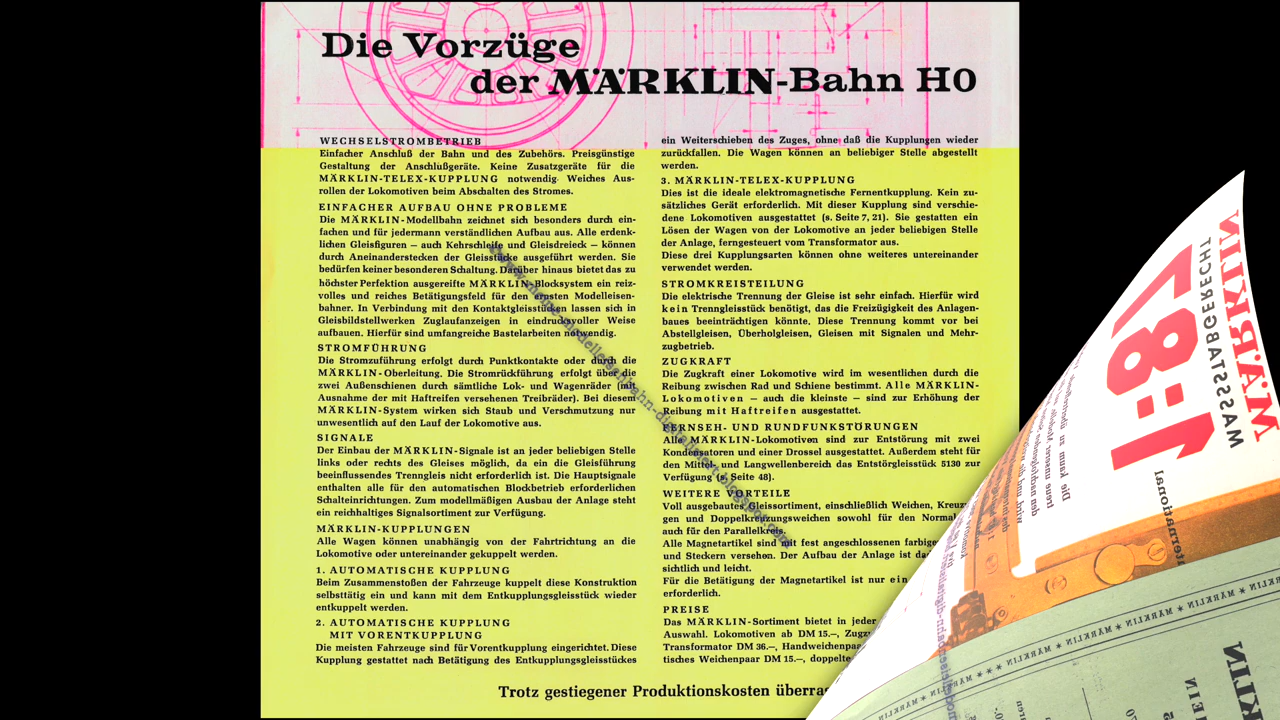 Die Vorzüge
der MÄRKLIN-Bahn H0
WECHSELSTROMBETRIEB
Einfacher Anschluß der Bahn und des Zubehörs. Preisgünstige
Gestaltung der Anschlußgeräte. Keine Zusatzgeräte für die
MÄRKLIN-TELEX-KUPPLUNG notwendig. Weiches Aus-
rollen der Lokomotiven beim Abschalten des Stromes.
EINFACHER AUFBAU OHNE PROBLEME
Die MÄRKLIN-Modellbahn zeichnet sich besonders durch ein-
fachen und für jedermann verständlichen Aufbau aus. Alle erdenk-
lichen Gleisfiguren — auch Kehrschleife und Gleisdreieck — können
durch Aneinanderstecken der Gleisstücke ausgeführt werden. Sie
bedürfen keiner besonderen Schaltung. Darüber hinaus bietet das zu
höchster Perfektion ausgereifte MÄRKLIN-Blocksystem ein reiz-
volles und reiches Betätigungsfeld für den ernsten Modelleisen-
bahner. In Verbindung mit den Kontaktgleisstücken lassen sich in
Gleisbildstellwerken Zuglaufanzeigen in eindrucksvoller Weise
aufbauen. Hierfür sind umfangreiche Bastelarbeiten notwendig.
STROMFÜHRUNG
Die Stromzuführung erfolgt durch Punktkontakte oder durch die
MÄRKLIN-Oberleitung. Die Stromrückführung erfolgt über die
zwei Außenschienen durch sämtliche Lok- und Wagenräder (mit
Ausnahme der mit Haftreifen versehenen Treibräder). Bei diesem
MÄRKLIN-System wirken sich Staub und Verschmutzung nur
unwesentlich auf den Lauf der Lokomotive aus.
SIGNALE
Der Einbau der MÄRKLIN-Signale ist an jeder beliebigen Stelle
links oder rechts des Gleises möglich, da ein die Gleisführung
beeinflussendes Trenngleis nicht erforderlich ist. Die Hauptsignale
enthalten alle für den automatischen Blockbetrieb erforderlichen
Schalteinrichtungen. Zum modellmäßigen Ausbau der Anlage steht
ein reichhaltiges Signalsortiment zur Verfügung.
MÄRKLIN-KUPPLUNGEN
Alle Wagen können unabhängig von der Fahrtrichtung an die
Lokomotive oder untereinander gekuppelt werden.
1. AUTOMATISCHE KUPPLUNG
Beim Zusammenstoßen der Fahrzeuge kuppelt diese Konstruktion
selbsttätig ein und kann mit dem Entkupplungsgleisstück wieder
entkuppelt werden.
2. AUTOMATISCHE KUPPLUNG
MIT VORENTKUPPLUNG
Die meisten Fahrzeuge sind für Vorentkupplung eingerichtet. Diese
Kupplung gestattet nach Betätigung des Entkupplungsgleisstückes
ein Weiterschieben des Zuges, ohne daß die Kupplungen wieder
zurückfallen. Die Wagen können an beliebiger Stelle abgestellt
werden.
3. MÄRKLIN-TELEX-KUPPLUNG
Dies ist die ideale elektromagnetische Fernentkupplung. Kein zu-
sätzliches Gerät erforderlich. Mit dieser Kupplung sind verschie-
dene Lokomotiven ausgestattet (s. Seite 7, 21). Sie gestatten ein
Lösen der Wagen von der Lokomotive an jeder beliebigen Stelle
der Anlage, ferngesteuert vom Transformator aus.
Diese drei Kupplungsarten können ohne weiteres untereinander
verwendet werden.
STROMKREISTEILUNG
Die elektrische Trennung der Gleise ist sehr einfach. Hierfür wird
kein Trenngleisstück benötigt, das die Freizügigkeit des Anlagen-
baues beeinträchtigen könnte. Diese Trennung kommt vor bei
Abstellgleisen, Überholgleisen, Gleisen mit Signalen und Mehr-
zugbetrieb.
ZUGKRAFT
Die Zugkraft einer Lokomotive wird im wesentlichen durch die
Reibung zwischen Rad und Schiene bestimmt. Alle MÄRKLIN-
Lokomotiven — auch die kleinste — sind zur Erhöhung der
Reibung mit Haftreifen ausgestattet.
FERNSEH- UND RUNDFUNKSTÖRUNGEN
Alle MÄRKLIN-Lokomotiven sind zur Entstörung mit zwei
Kondensatoren und einer Drossel ausgestattet. Außerdem steht für
den Mittel- und Langwellenbereich das Entstörgleisstück 5130 zur
Verfügung (s. Seite 48).
WEITERE VORTEILE
Voll ausgebautes Gleissortiment, einschließlich Weichen,
gen und Doppelkreuzungsweichen sowohl für den
auch für den Parallelkreis.
Alle Magnetartikel sind mit fest angeschlossenen
und Steckern versehen. Der Aufbau der Anlage ist
sichtlich und leicht.
Für die Betätigung der Magnetartikel ist nur
erforderlich.
PREISE
Das MÄRKLIN-Sortiment bietet in jeder
Auswahl. Lokomotiven ab DM 15.—,
Transformator DM 36.—,
tisches Weichenpaar DM 15.—,
Trotz gestiegener Produktionskosten
MÄRKLIN
MASSTABGERECHT
1:87
MÄRKLIN ★ MÄRKLIN ★ MÄRKLIN ★ MÄRKLIN